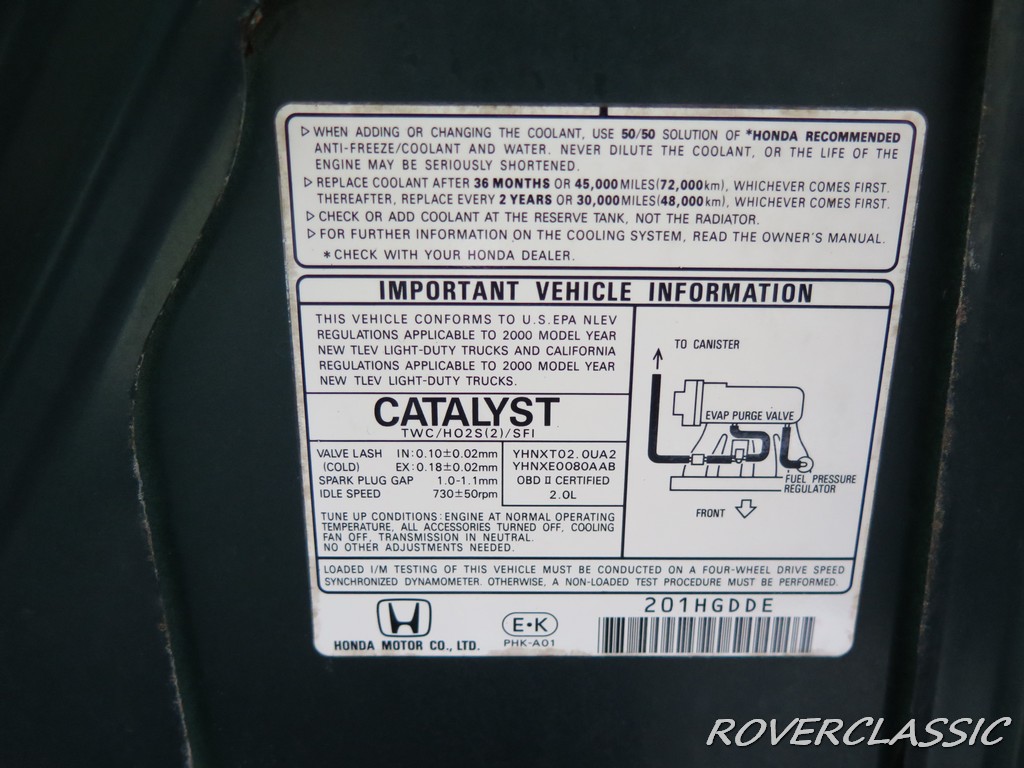 ▷WHEN ADDING OR CHANGING THE COOLANT, USE 50/50 SOLUTION OF *HONDA RECOMMENDED
ANTI-FREEZE/COOLANT AND WATER. NEVER DILUTE THE COOLANT, OR THE LIFE OF THE
ENGINE MAY BE SERIOUSLY SHORTENED.
▷REPLACE COOLANT AFTER 36 MONTHS OR 45,000MILES(72,000km), WHICHEVER COMES FIRST.
THEREAFTER, REPLACE EVERY 2 YEARS OR 30,000MILES(48,000km), WHICHEVER COMES FIRST.
▷CHECK OR ADD COOLANT AT THE RESERVE TANK, NOT THE RADIATOR.
▷FOR FURTHER INFORMATION ON THE COOLING SYSTEM, READ THE OWNER'S MANUAL.
*CHECK WITH YOUR HONDA DEALER.
IMPORTANT VEHICLE INFORMATION
THIS VEHICLE CONFORMS TO U.S.EPA NLEV
REGULATIONS APPLICABLE TO 2000 MODEL YEAR
NEW TLEV LIGHT-DUTY TRUCKS AND CALIFORNIA
REGULATIONS APPLICABLE TO 2000 MODEL YEAR
NEW TLEV LIGHT-DUTY TRUCKS.
CATALYST
TWC/HO2S(2)/SFI
VALVE LASH IN:0.10±0.02mm
(COLD) EX:0.18±0.02mm
SPARK PLUG GAP 1.0-1.1mm
IDLE SPEED 730±50rpm
YHNXT02.0UA2
YHNXE0080AAB
OBD II CERTIFIED
2.0L
TUNE UP CONDITIONS:ENGINE AT NORMAL OPERATING
TEMPERATURE, ALL ACCESSORIES TURNED OFF, COOLING
FAN OFF, TRANSMISSION IN NEUTRAL.
NO OTHER ADJUSTMENTS NEEDED.
TO CANISTER
EVAP PURGE VALVE
FUEL PRESSURE
REGULATOR
FRONT
LOADED I/M TESTING OF THIS VEHICLE MUST BE CONDUCTED ON A FOUR-WHEEL DRIVE SPEED
SYNCHRONIZED DYNAMOMETER. OTHERWISE, A NON-LOADED TEST PROCEDURE MUST BE PERFORMED.
HONDA MOTOR CO., LTD.
E•K
PHK-A01
201HGDDE
ROVERCLASSIC